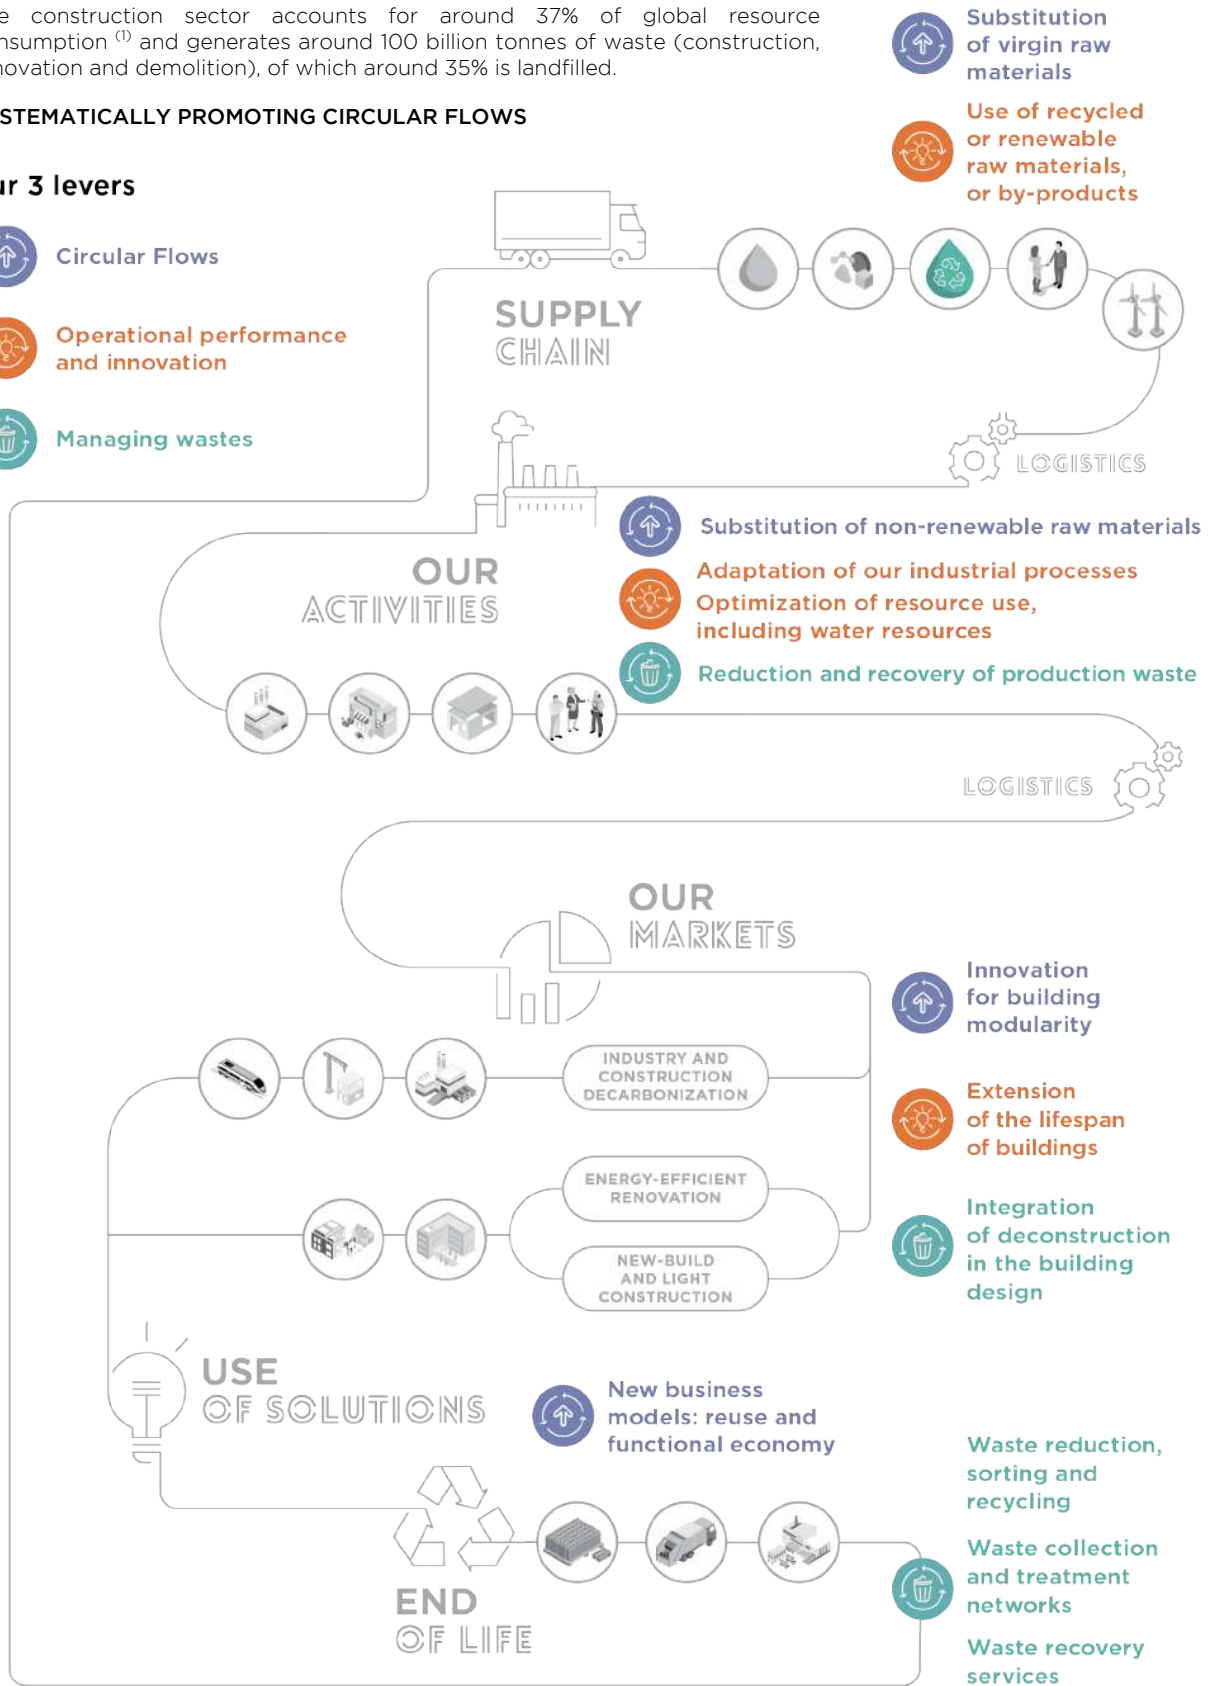 e construction sector accounts for around 37% of global resource
nsumption (1) and generates around 100 billion tonnes of waste (construction,
novation and demolition), of which around 35% is landfilled.
STEMATICALLY PROMOTING CIRCULAR FLOWS
ur 3 levers
Circular Flows
Operational performance
and innovation
Managing wastes
Substitution
of virgin raw
materials
Use of recycled
or renewable
raw materials,
or by-products
SUPPLY
CHAIN
LOGISTICS
OUR
ACTIVITIES
Substitution of non-renewable raw materials
Adaptation of our industrial processes
Optimization of resource use,
including water resources
Reduction and recovery of production waste
LOGISTICS
OUR
MARKETS
Innovation
for building
modularity
INDUSTRY AND
CONSTRUCTION
DECARBONIZATION
Extension
of the lifespan
of buildings
ENERGY-EFFICIENT
RENOVATION
Integration
of deconstruction
in the building
design
NEW-BUILD
AND LIGHT
CONSTRUCTION
USE
OF SOLUTIONS
New business
models: reuse and
functional economy
END
OF LIFE
Waste reduction,
sorting and
recycling
Waste collection
and treatment
networks
Waste recovery
services